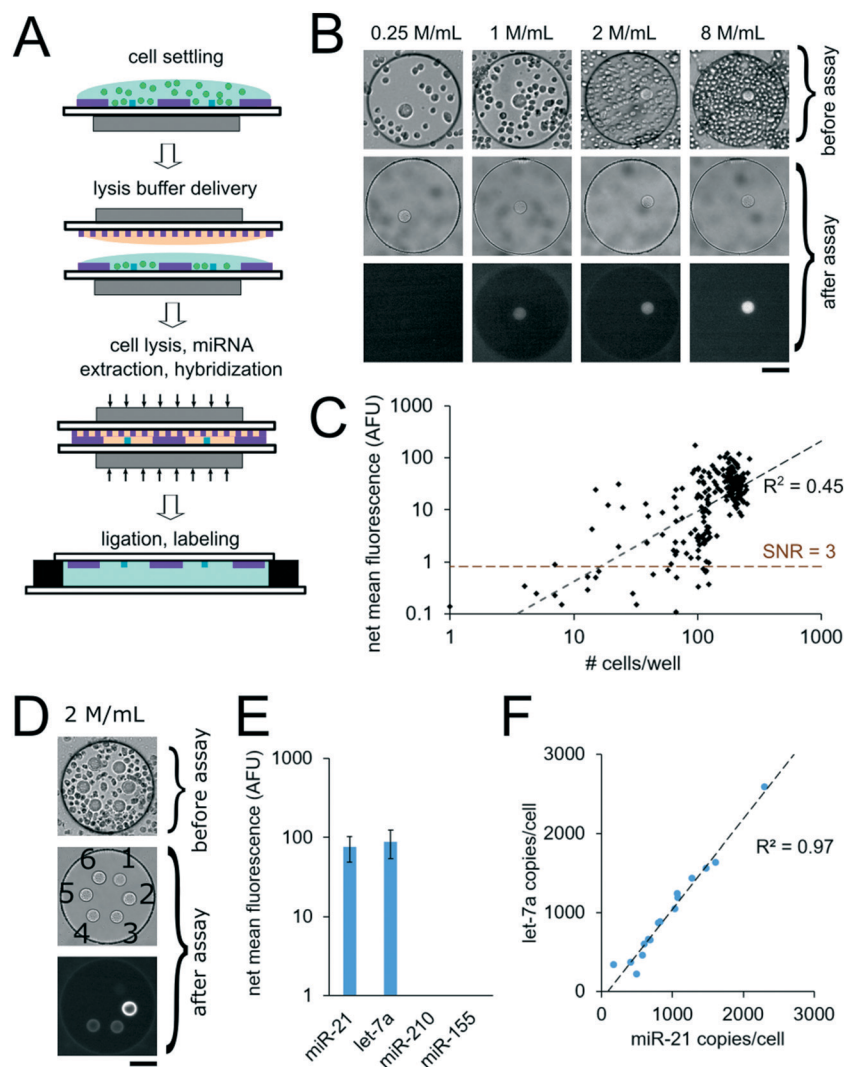 A
cell settling
lysis buffer delivery
cell lysis, miRNA
extraction, hybridization
ligation, labeling
B
0.25 M/mL 1 M/mL 2 M/mL 8 M/mL
before assay
after assay
C
net mean fluorescence (AFU)
1000
100
10
1
0.1
R² = 0.45
SNR = 3
1 10 100 1000
# cells/well
D
2 M/mL
before assay
6 1
5 2
4 3
after assay
E
net mean fluorescence (AFU)
1000
100
10
1
miR-21
let-7a
miR-210
miR-155
F
let-7a copies/cell
3000
2000
1000
0
R² = 0.97
0 1000 2000 3000
miR-21 copies/cell